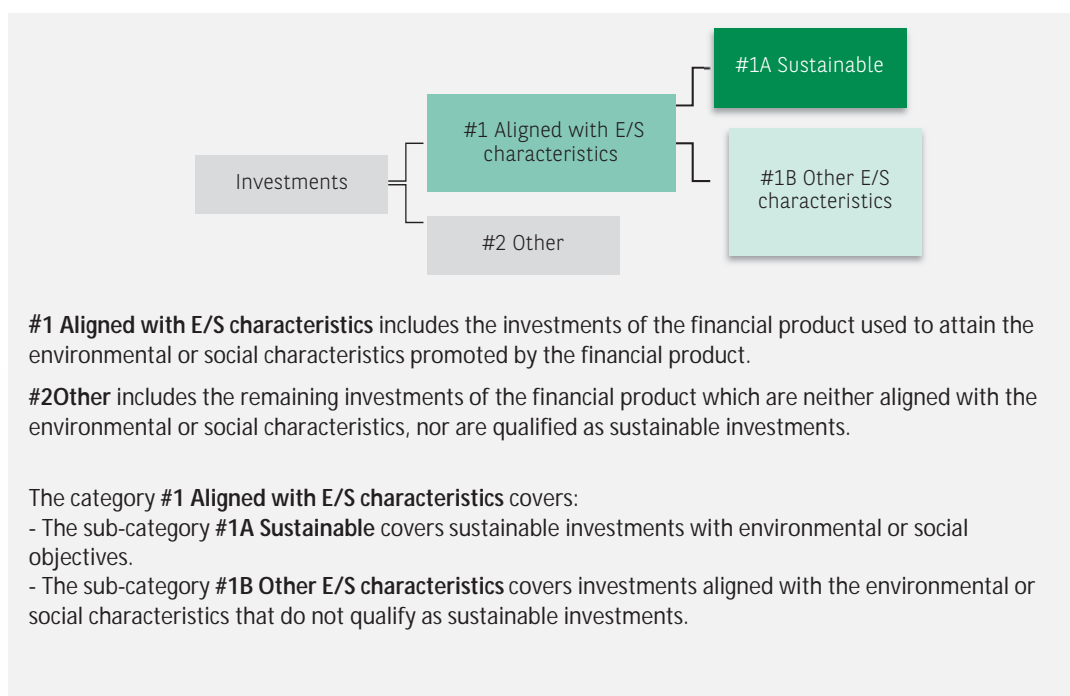 #1A Sustainable
#1 Aligned with E/S
characteristics
Investments
#1B Other E/S
characteristics
#2 Other
#1 Aligned with E/S characteristics includes the investments of the financial product used to attain the
environmental or social characteristics promoted by the financial product.
#2Other includes the remaining investments of the financial product which are neither aligned with the
environmental or social characteristics, nor are qualified as sustainable investments.
The category #1 Aligned with E/S characteristics covers:
- The sub-category #1A Sustainable covers sustainable investments with environmental or social
objectives.
- The sub-category #1B Other E/S characteristics covers investments aligned with the environmental or
social characteristics that do not qualify as sustainable investments.